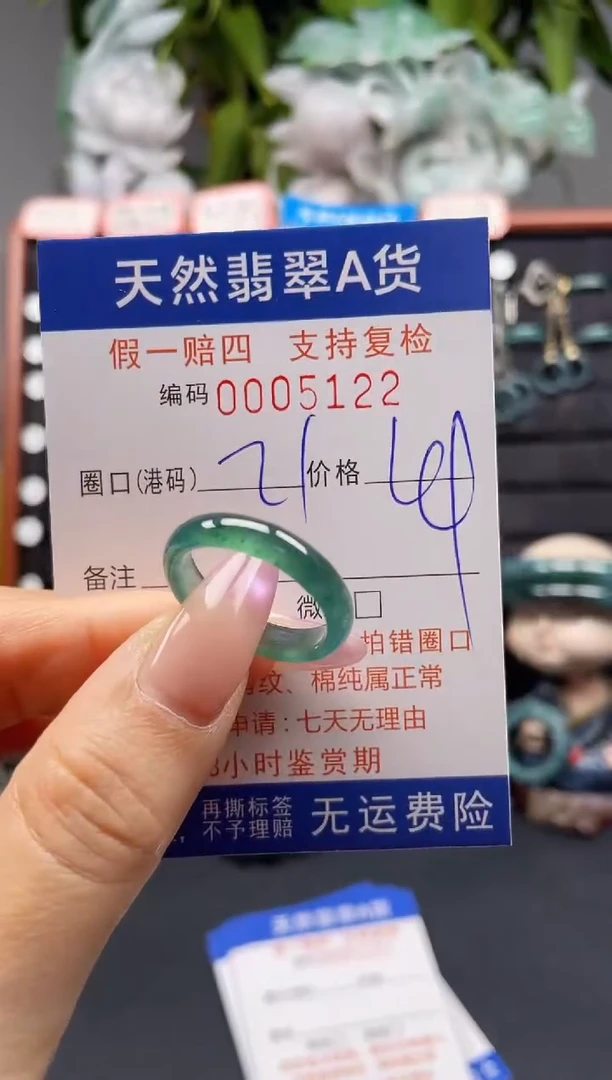 天然翡翠A货
假一赔四 支持复检
编码 0005122
圈口(港码) 21 价格
备注
微 □
拍错圈口
纹、棉纯属正常
申请:七天无理由
8小时鉴赏期
再撕标签
不予理赔 无运费险